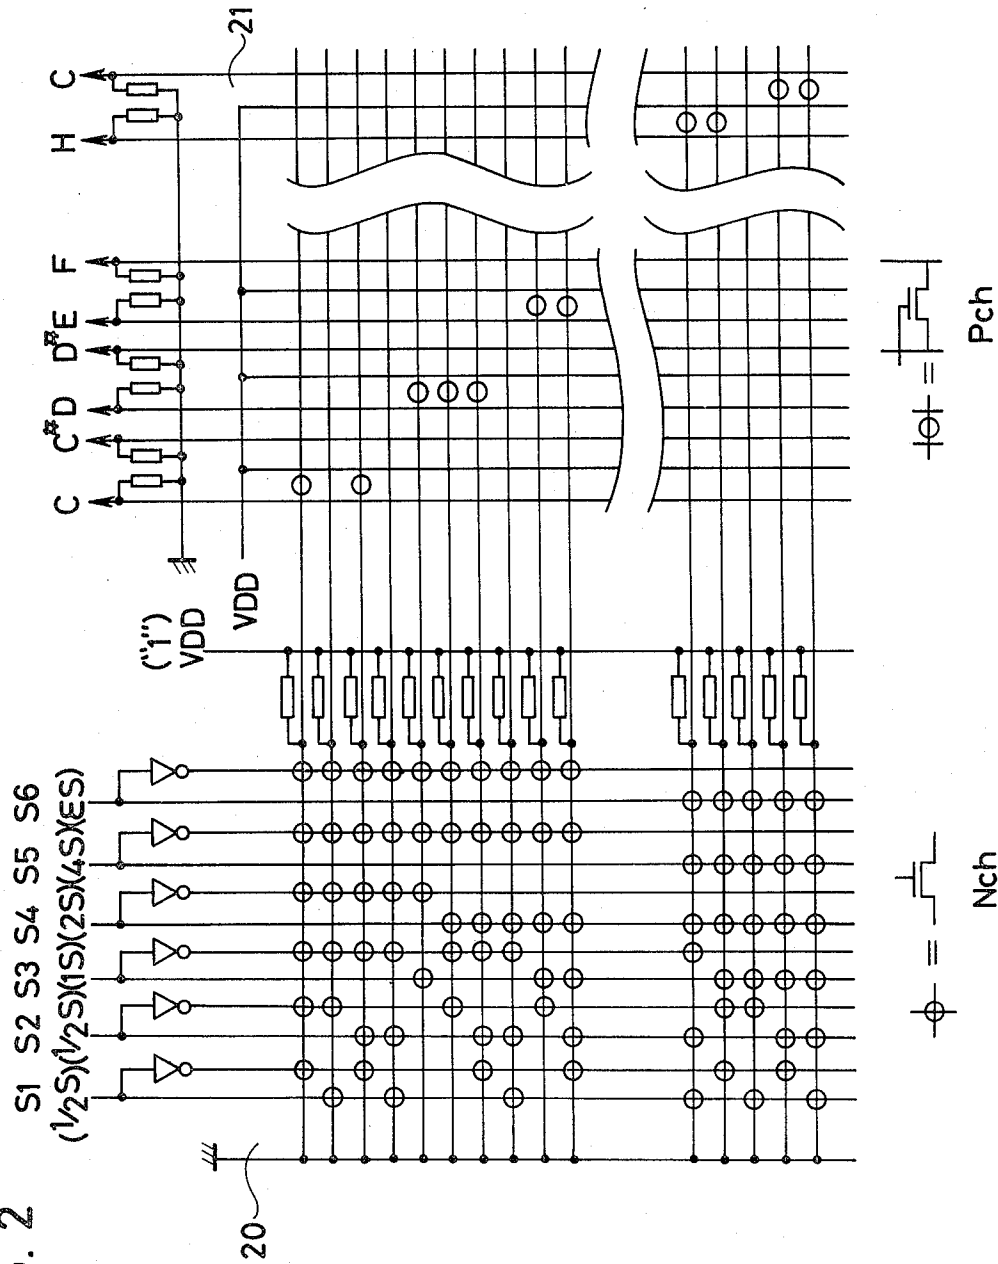 . 2
20
21
S1 S2 S3 S4 S5 S6
(1/2S)(1/2S)(1S)(2S)(4S)(εS)
("1")
VDD
VDD
C C# D D# E F H C
Nch
Pch